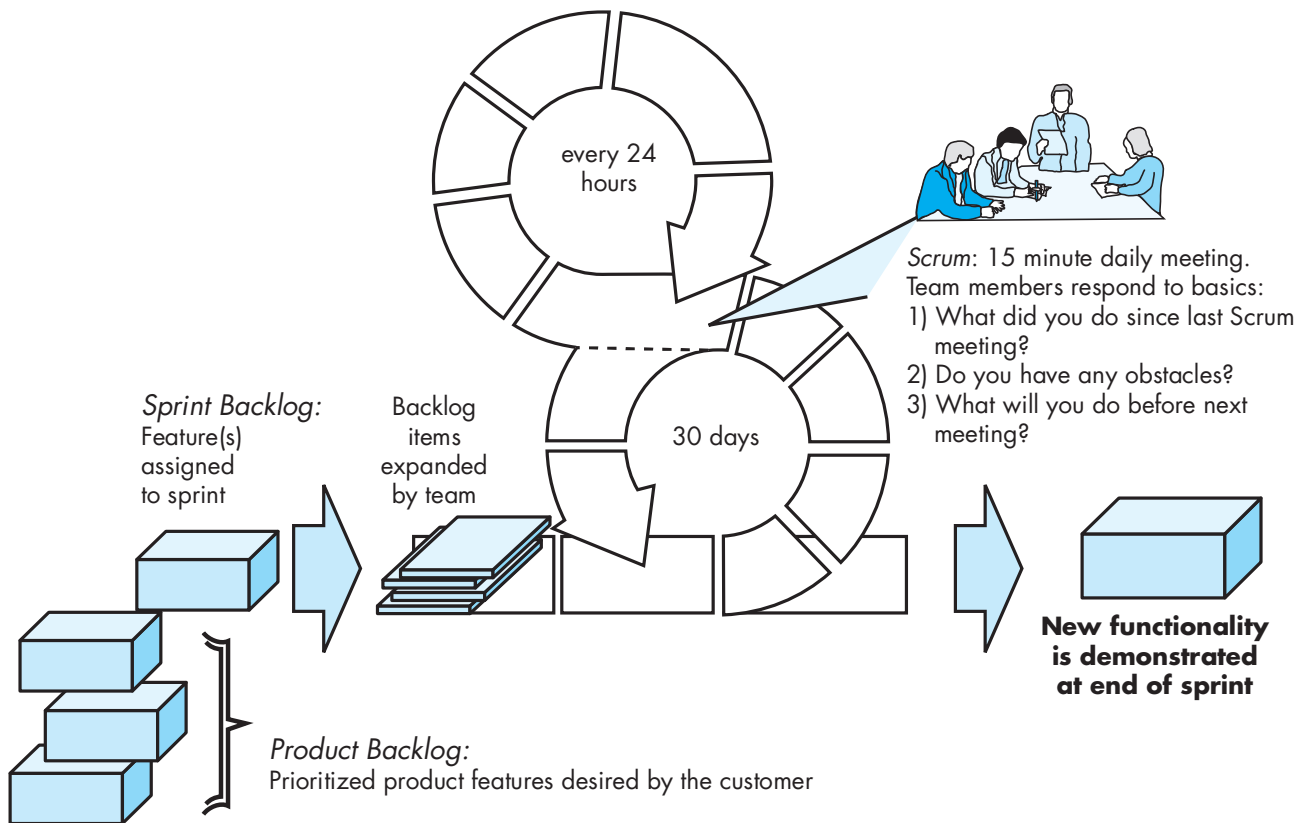 every 24
hours
Scrum: 15 minute daily meeting.
Team members respond to basics:
1) What did you do since last Scrum
meeting?
2) Do you have any obstacles?
3) What will you do before next
meeting?
Sprint Backlog:
Feature(s)
assigned
to sprint
Backlog
items
expanded
by team
30 days
New functionality
is demonstrated
at end of sprint
Product Backlog:
Prioritized product features desired by the customer